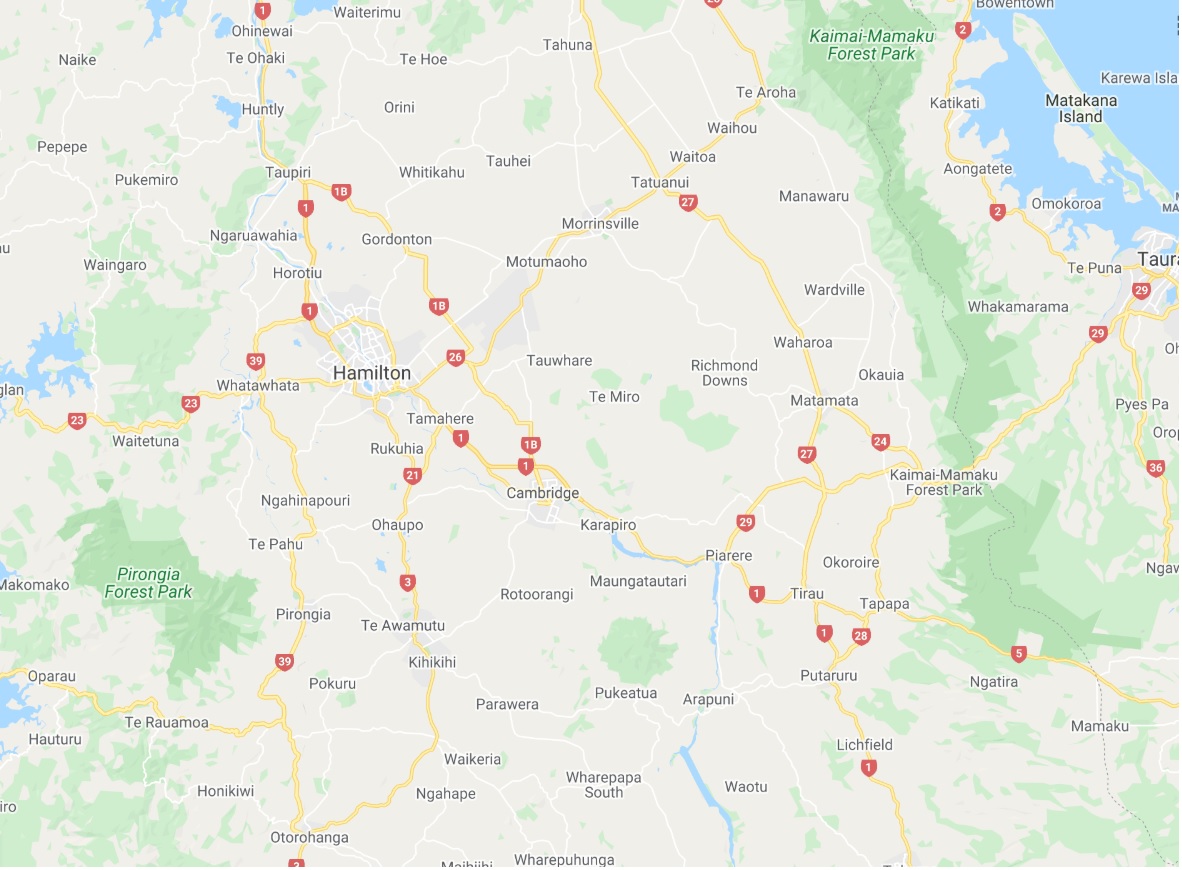 1
Waiterimu
28
Bowentown
Ohinewai
Tahuna
Kaimai-Mamaku
Forest Park
2
Naike
Te Ohaki
Te Hoe
Karewa Isla
Te Aroha
Katikati
Matakana
Island
Huntly
Orini
Waihou
Pepepe
Tauhei
Waitoa
Aongatete
Taupiri
Whitikahu
Pukemiro
Tatuanui
1B
27
Manawaru
Omokoroa
1
2
MA
Ngaruawahia
Gordonton
Morrinsville
Waingaro
Motumaoho
Te Puna
Taura
Horotiu
Wardville
29
1
1B
Whakamarama
29
Waharoa
39
26
Tauwhare
Richmond
Downs
Okauia
Hamilton
Whatawhata
glan
Te Miro
Matamata
Pyes Pa
23
23
Tamahere
Waitetuna
1
1B
24
Oro
Rukuhia
27
1
36
21
Kaimai-Mamaku
Forest Park
Ngahinapouri
Cambridge
Ohaupo
Karapiro
29
Te Pahu
Piarere
Okoroire
Ngaw
Makomako
Pirongia
Forest Park
3
Maungatautari
Rotoorangi
1
Tirau
Tapapa
Pirongia
Te Awamutu
1
28
5
39
Kihikihi
Oparau
Pokuru
Putaruru
Ngatira
Pukeatua
Arapuni
Parawera
Te Rauamoa
Mamaku
Hauturu
Lichfield
Waikeria
1
Honikiwi
Ngahape
Wharepapa
South
Waotu
iro
Otorohanga
3
Wharepuhunga